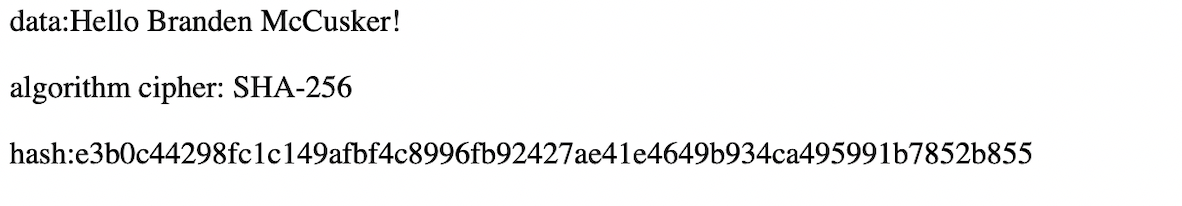 data:Hello Branden McCusker!
algorithm cipher: SHA-256
hash:e3b0c44298fc1c149afbf4c8996fb92427ae41e4649b934ca495991b7852b855